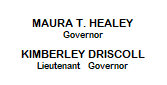 MAURA T. HEALEY
Governor
KIMBERLEY DRISCOLL
Lieutenant Governor